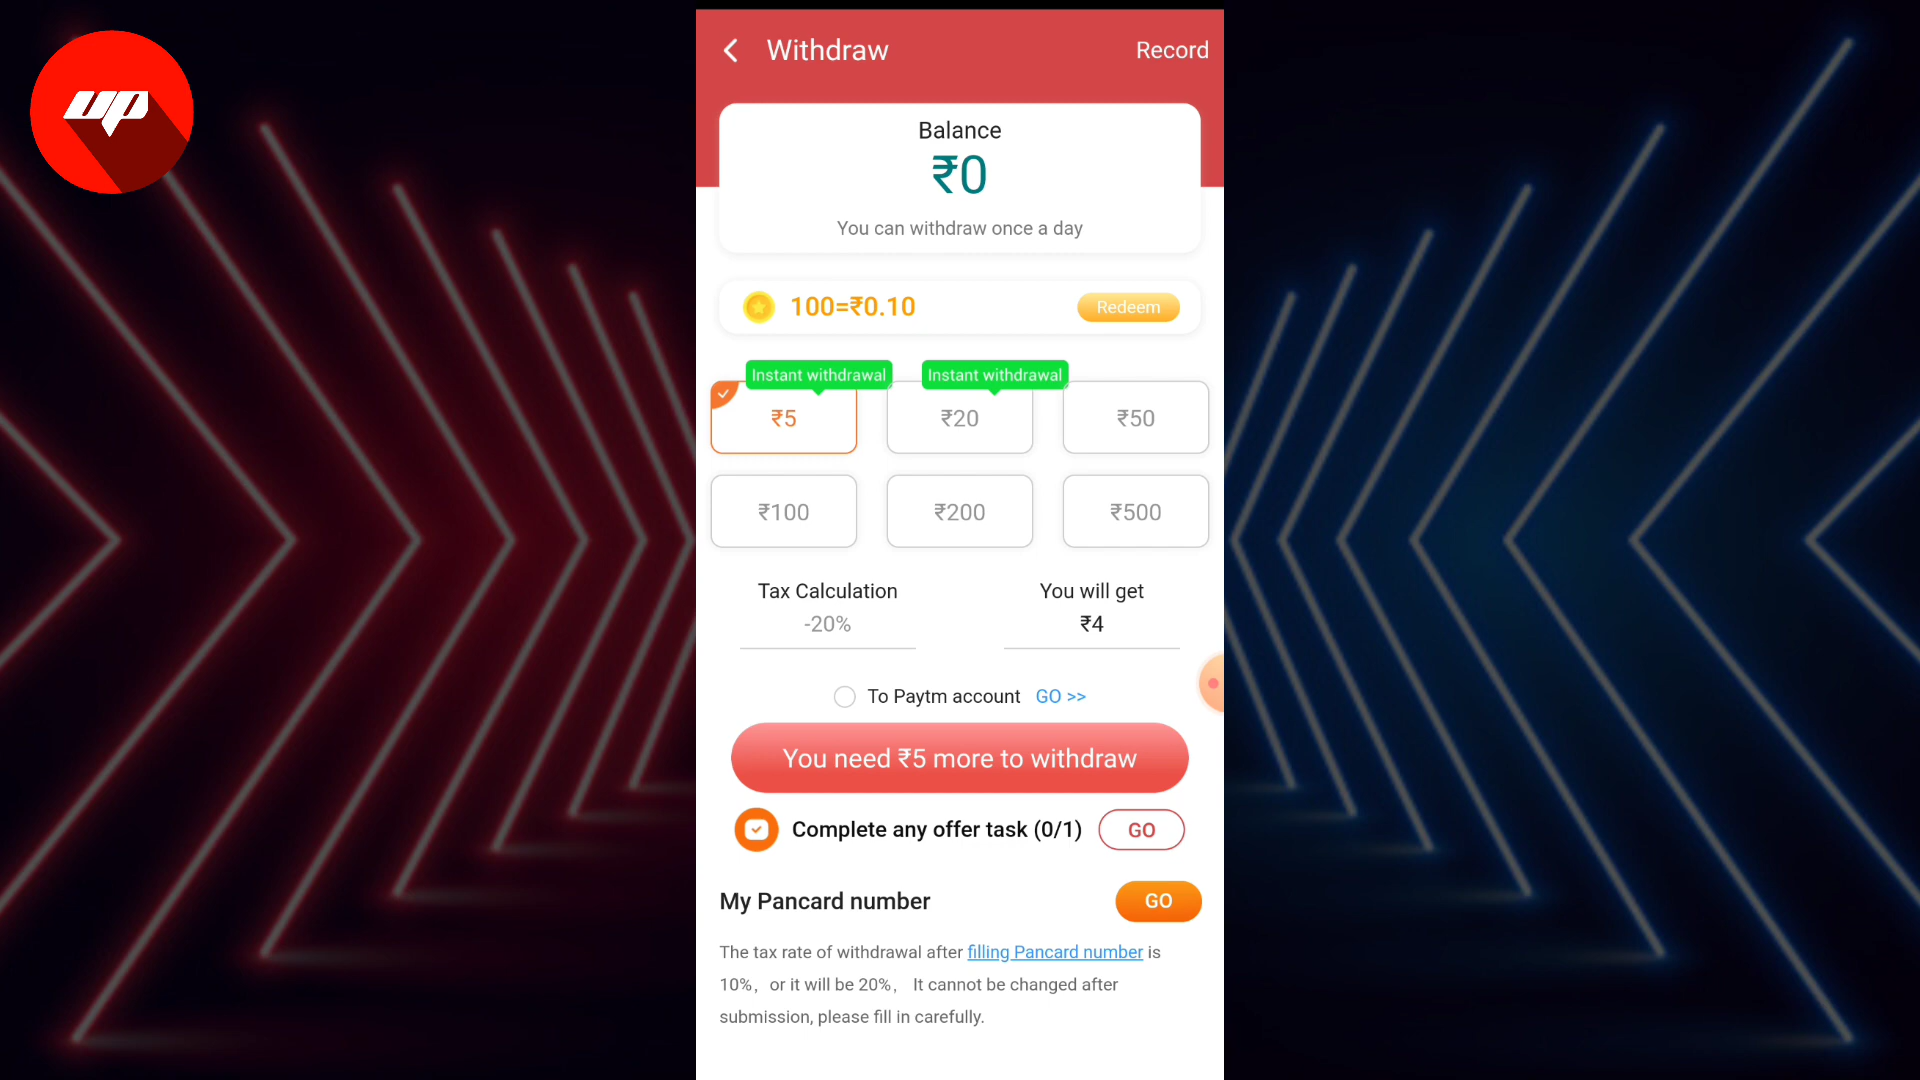 up
Withdraw
Record
Balance
₹0
You can withdraw once a day
100=₹0.10
Redeem
Instant withdrawal
Instant withdrawal
₹5
₹20
₹50
₹100
₹200
₹500
Tax Calculation
You will get
-20%
₹4
To Paytm account GO >>
You need ₹5 more to withdraw
Complete any offer task (0/1)
GO
My Pancard number
GO
The tax rate of withdrawal after filling Pancard number is
10%，or it will be 20%， It cannot be changed after
submission, please fill in carefully.